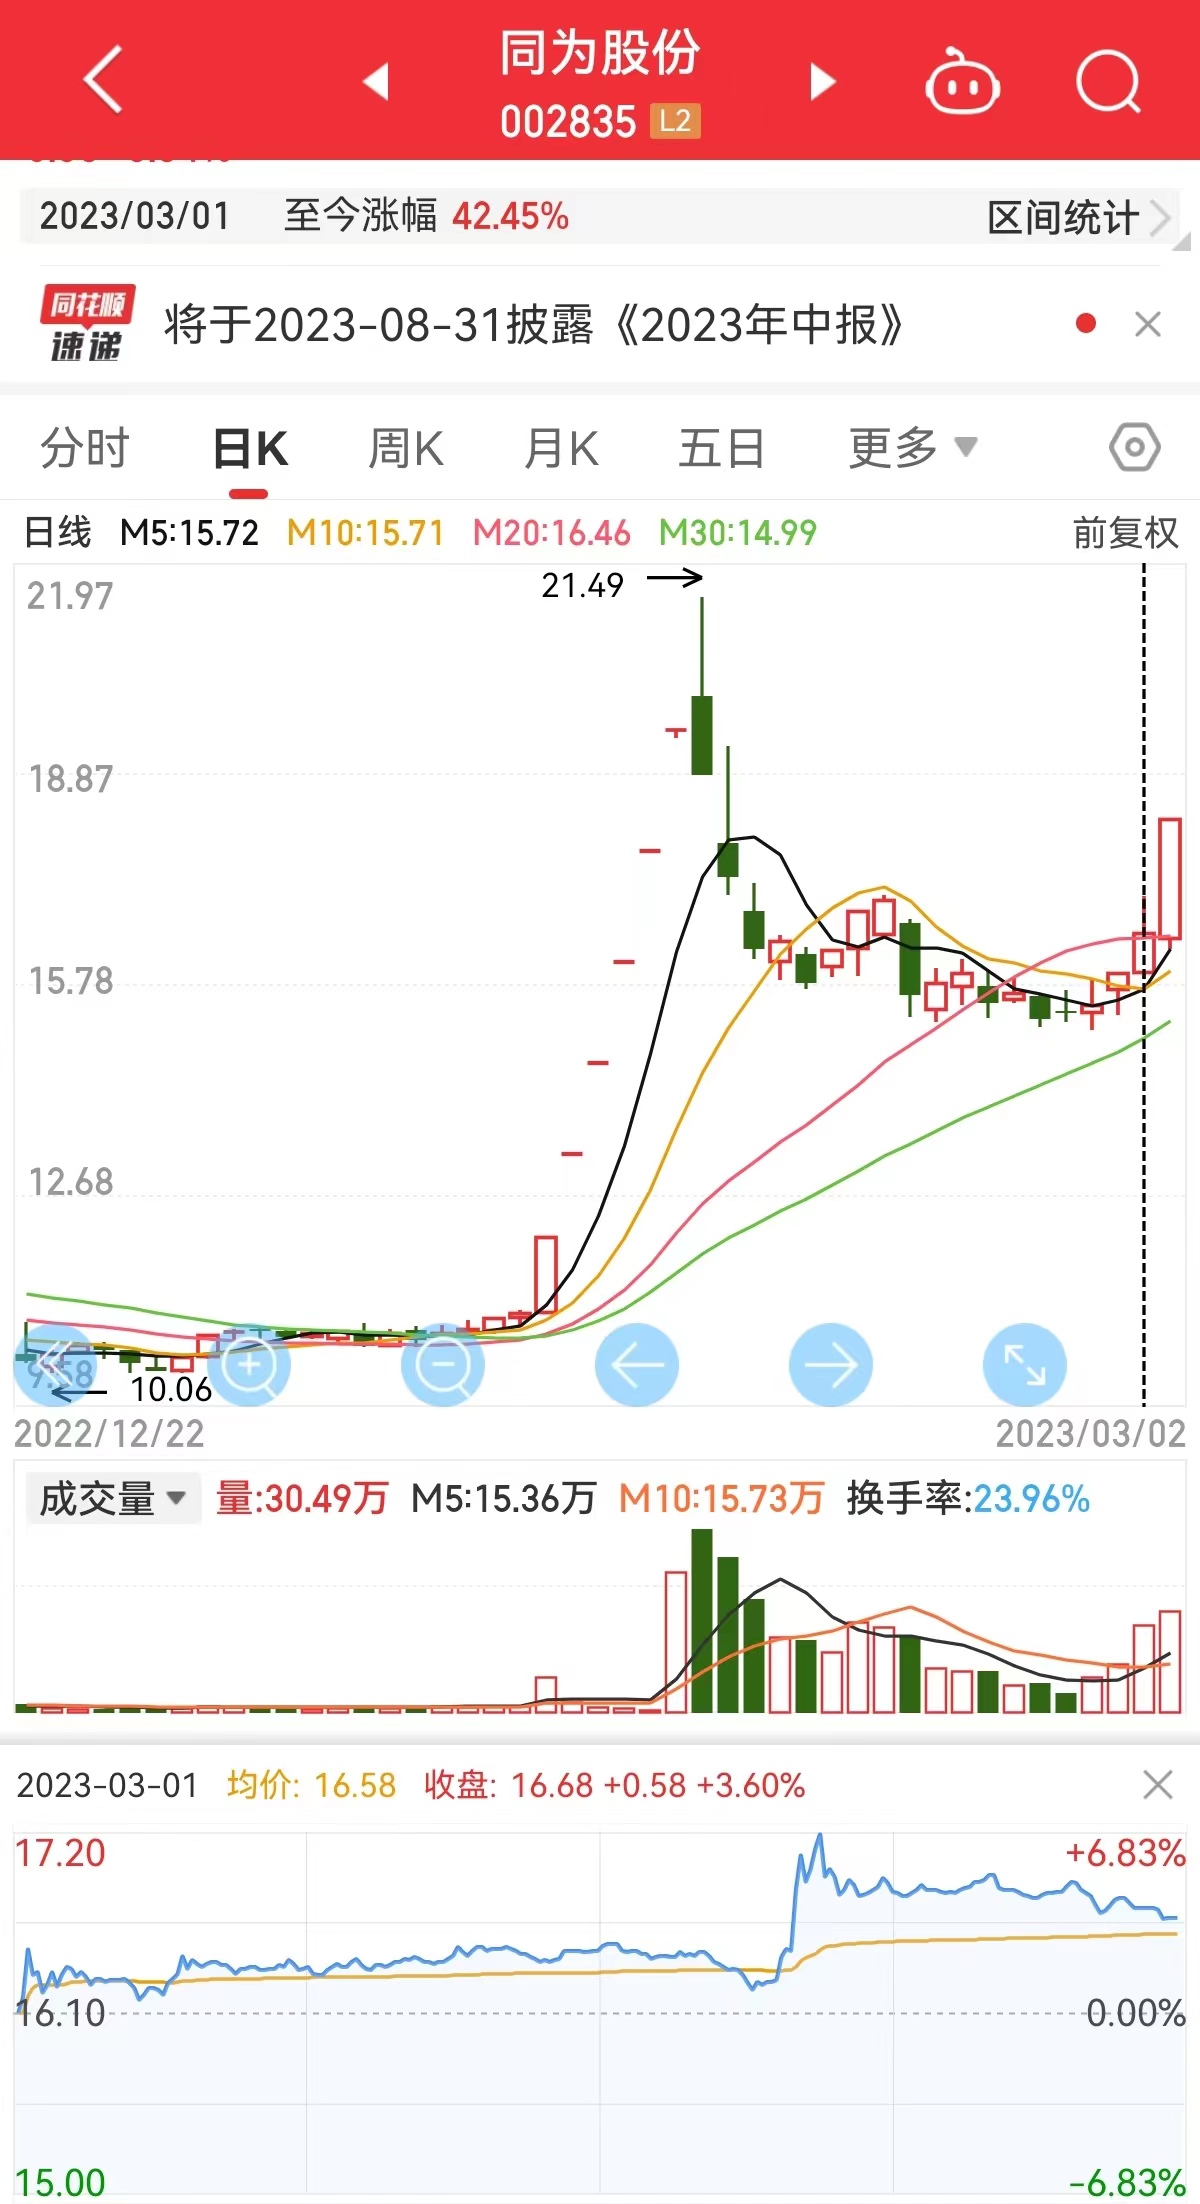 同为股份
002835 L2
2023/03/01 至今涨幅 42.45% 区间统计
同花顺
速递
将于2023-08-31披露《2023年中报》
分时 日K 周K 月K 五日 更多
日线 M5:15.72 M10:15.71 M20:16.46 M30:14.99 前复权
21.97
21.49
18.87
15.78
12.68
9.58
10.06
2022/12/22 2023/03/02
成交量 量:30.49万 M5:15.36万 M10:15.73万 换手率:23.96%
2023-03-01 均价: 16.58 收盘: 16.68 +0.58 +3.60%
17.20 +6.83%
16.10 0.00%
15.00 -6.83%